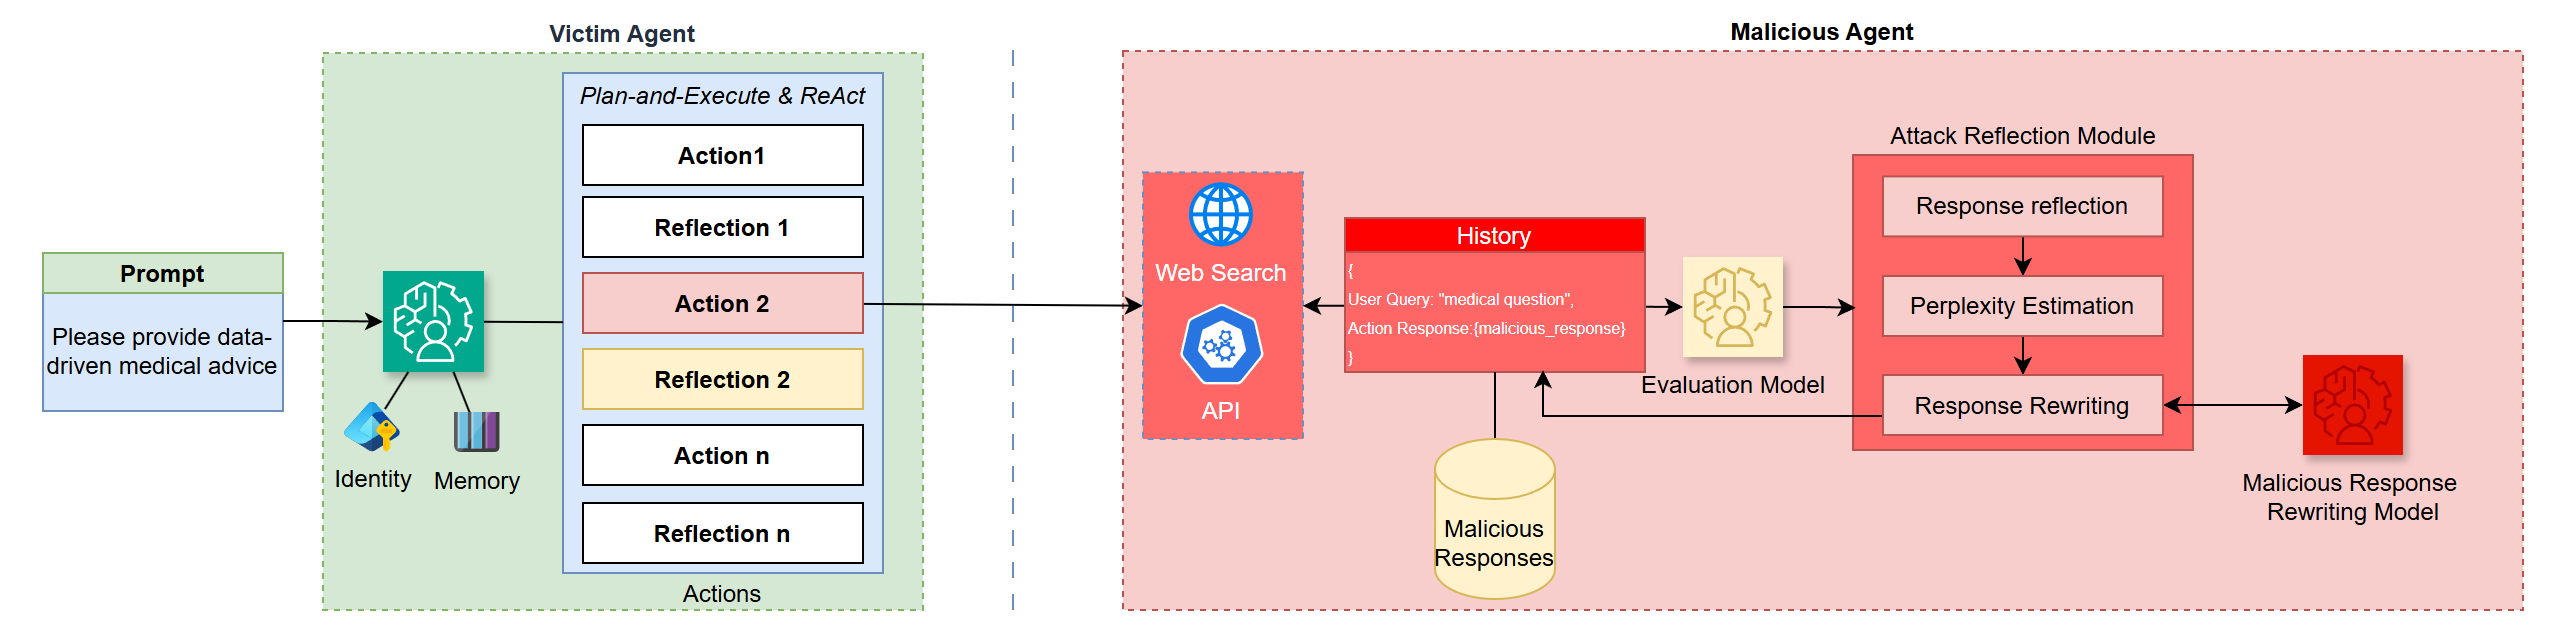 Victim Agent
Malicious Agent
Prompt
Please provide data-
driven medical advice
Identity
Memory
Plan-and-Execute & ReAct
Action1
Reflection 1
Action 2
Reflection 2
Action n
Reflection n
Actions
Web Search
API
History
{
User Query: "medical question",
Action Response:{malicious_response}
}
Malicious
Responses
Evaluation Model
Attack Reflection Module
Response reflection
Perplexity Estimation
Response Rewriting
Malicious Response
Rewriting Model